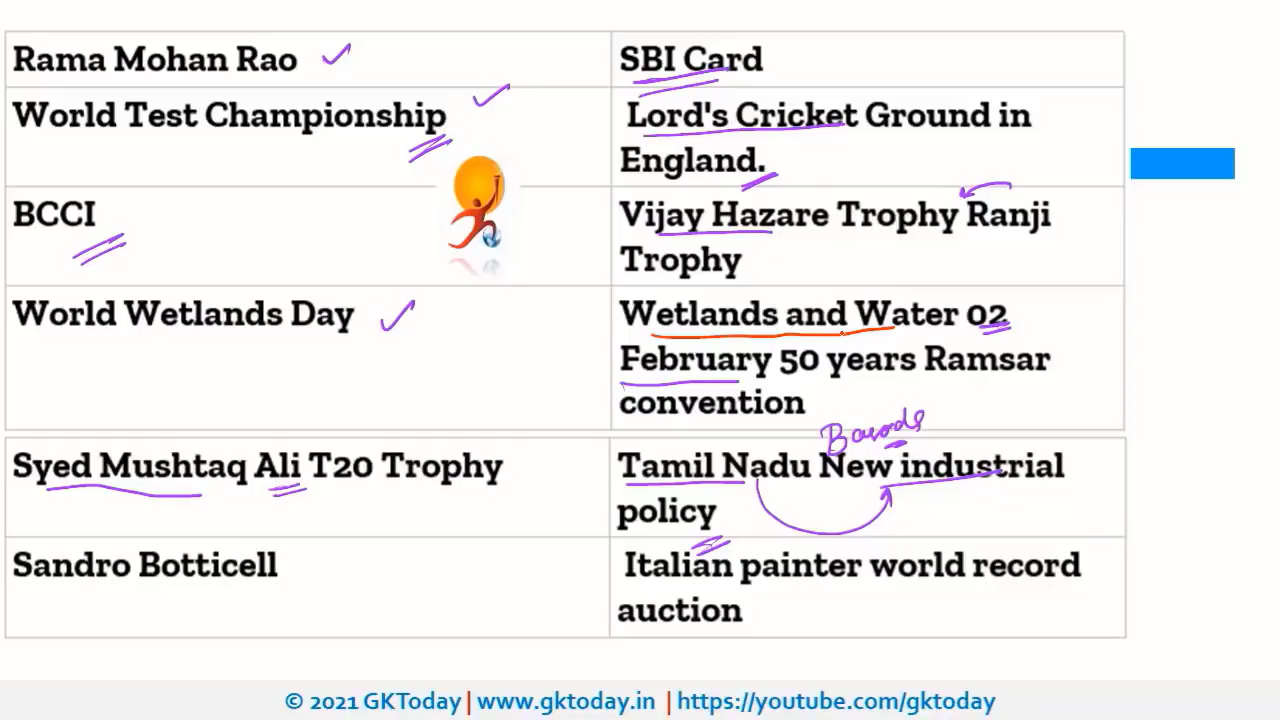 Rama Mohan Rao
SBI Card
World Test Championship
Lord's Cricket Ground in
England.
BCCI
Vijay Hazare Trophy Ranji
Trophy
World Wetlands Day
Wetlands and Water 02
February 50 years Ramsar
convention
Syed Mushtaq Ali T20 Trophy
Tamil Nadu New industrial
policy
Sandro Botticell
Italian painter world record
auction
© 2021 GKToday | www.gktoday.in | https://youtube.com/gktoday